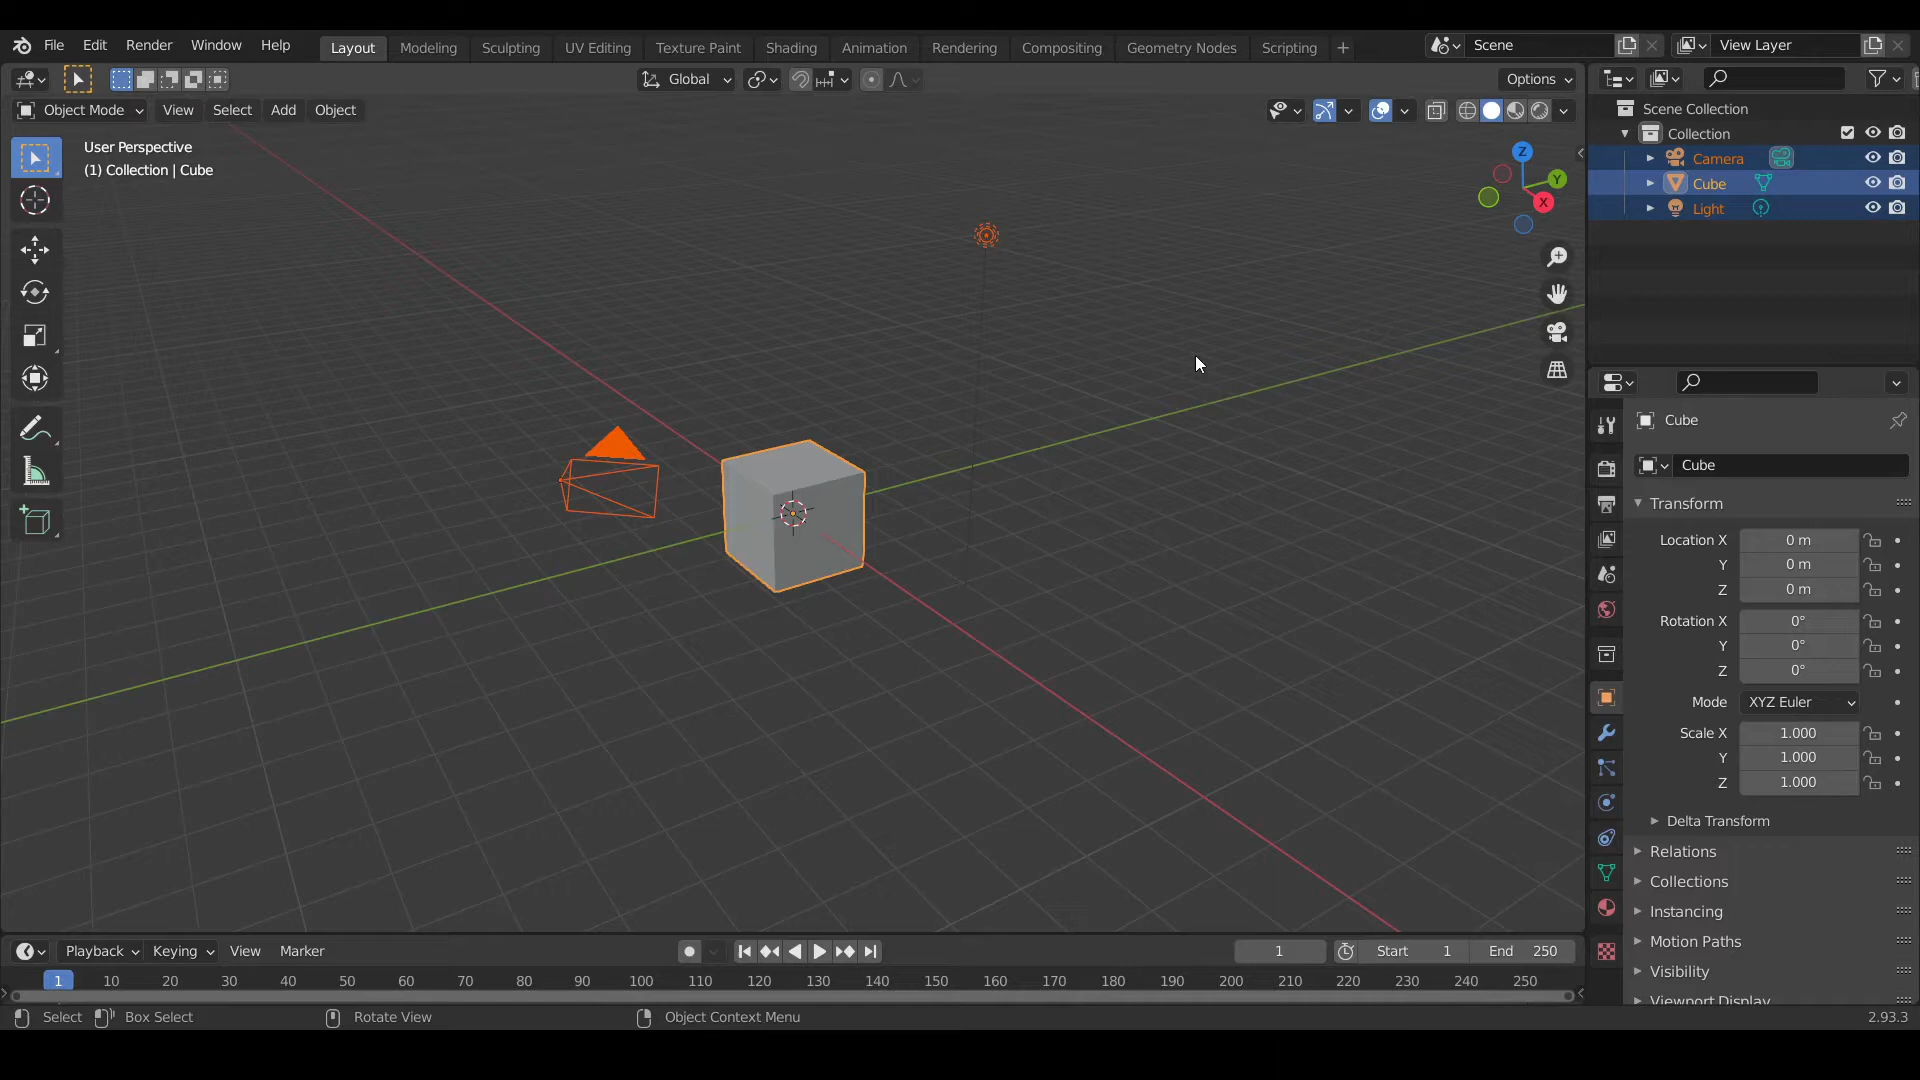 File Edit Render Window Help Layout Modeling Sculpting UV Editing Texture Paint Shading Animation Rendering Compositing Geometry Nodes Scripting + Scene View Layer
Global Options
Object Mode View Select Add Object
User Perspective
(1) Collection | Cube
Z
Y
X
Scene Collection
Collection
Camera
Cube
Light
Cube
Cube
Transform
Location X 0 m
Y 0 m
Z 0 m
Rotation X 0°
Y 0°
Z 0°
Mode XYZ Euler
Scale X 1.000
Y 1.000
Z 1.000
Delta Transform
Relations
Collections
Instancing
Motion Paths
Visibility
Viewport Display
Playback Keying View Marker 1 Start 1 End 250
1 10 20 30 40 50 60 70 80 90 100 110 120 130 140 150 160 170 180 190 200 210 220 230 240 250
Select Box Select Rotate View Object Context Menu 2.93.3